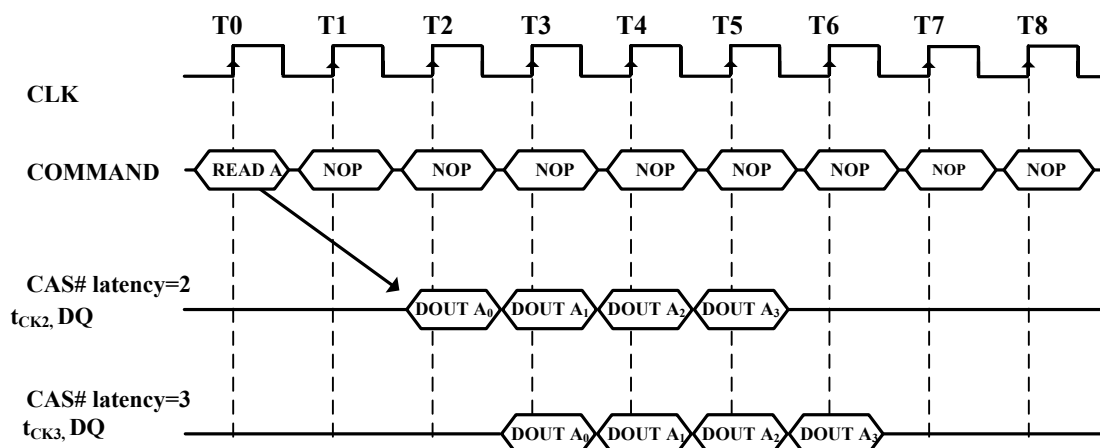 T0 T1 T2 T3 T4 T5 T6 T7 T8
CLK
COMMAND READ A NOP NOP NOP NOP NOP NOP NOP NOP
CAS# latency=2
tCK2, DQ DOUT A0 DOUT A1 DOUT A2 DOUT A3
CAS# latency=3
tCK3, DQ DOUT A0 DOUT A1 DOUT A2 DOUT A3